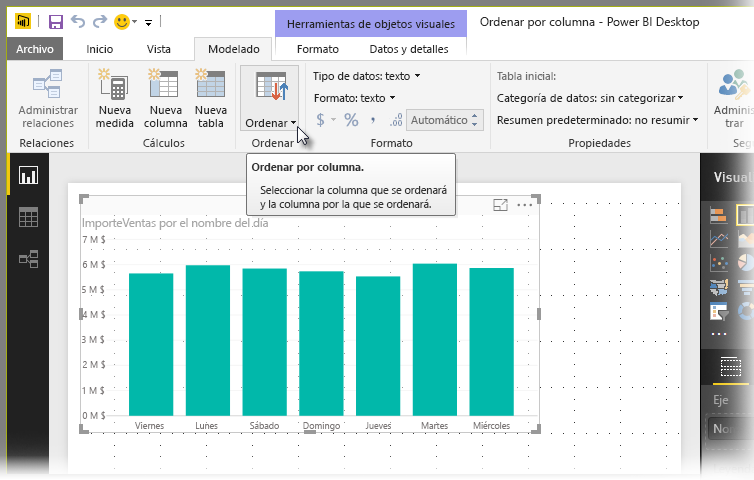 Herramientas de objetos visuales
Ordenar por columna - Power BI Desktop
Archivo
Inicio
Vista
Modelado
Formato
Datos y detalles
Administrar
relaciones
Nueva
medida
Nueva
columna
Nueva
tabla
Ordenar
Tipo de datos: texto
Formato: texto
$ % , .00 Automático
Tabla inicial:
Categoría de datos: sin categorizar
Resumen predeterminado: no resumir
Relaciones
Cálculos
Ordenar
Formato
Propiedades
Ordenar por columna.
Seleccionar la columna que se ordenará
y la columna por la que se ordenará.
ImporteVentas por el nombre del día
7 M $
6 M $
5 M $
4 M $
3 M $
2 M $
1 M $
0 M $
Viernes
Lunes
Sábado
Domingo
Jueves
Martes
Miércoles
Eje